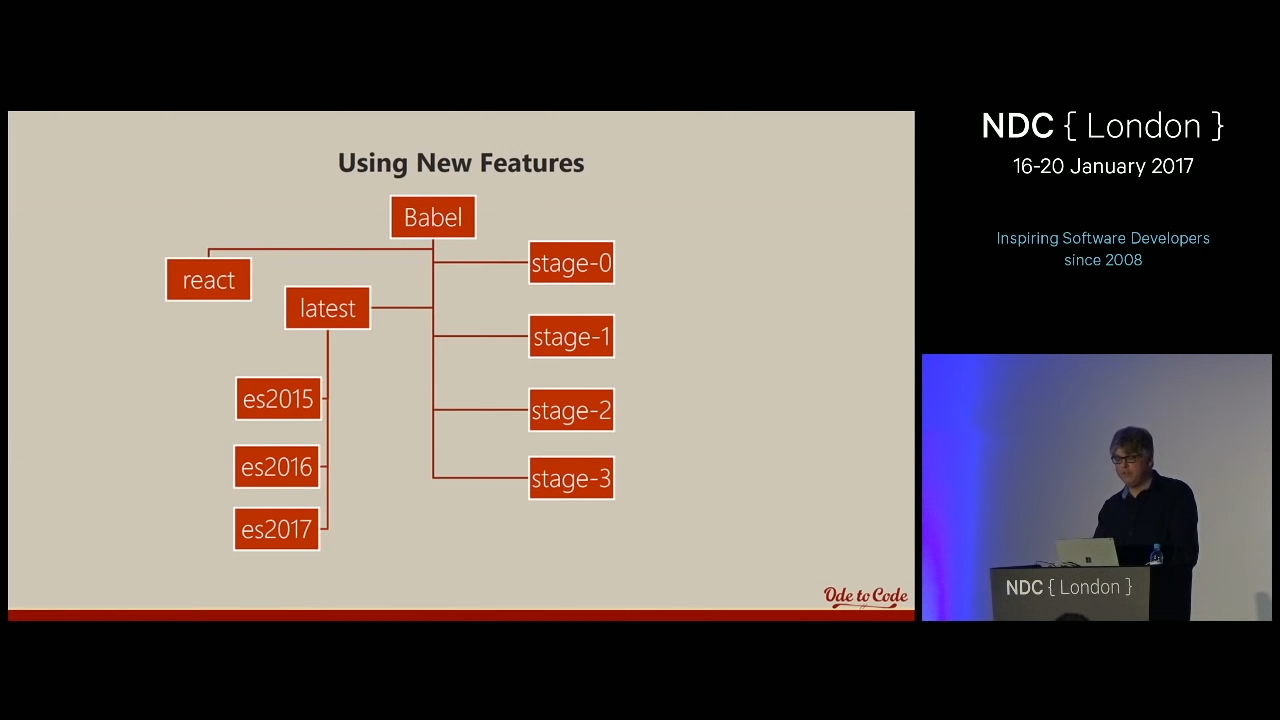 Using New Features
Babel
react
latest
es2015
es2016
es2017
stage-0
stage-1
stage-2
stage-3
Ode to Code
NDC { London }
16-20 January 2017
Inspiring Software Developers
since 2008
NDC { London }